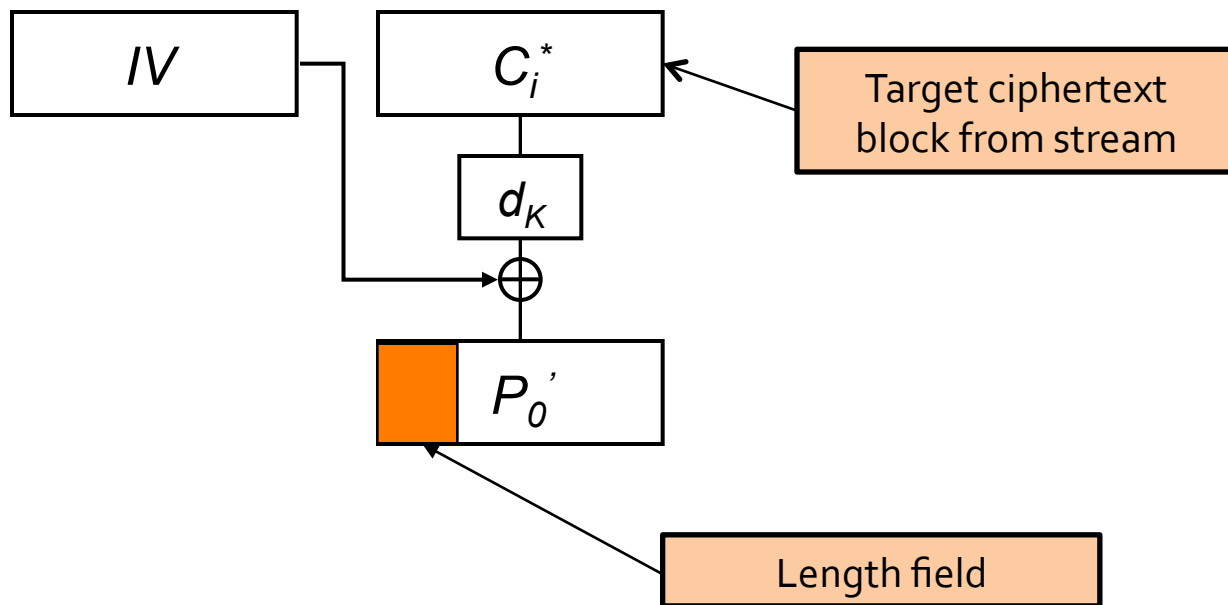 IV
C_i^*
Target ciphertext
block from stream
d_K
P_0'
Length field